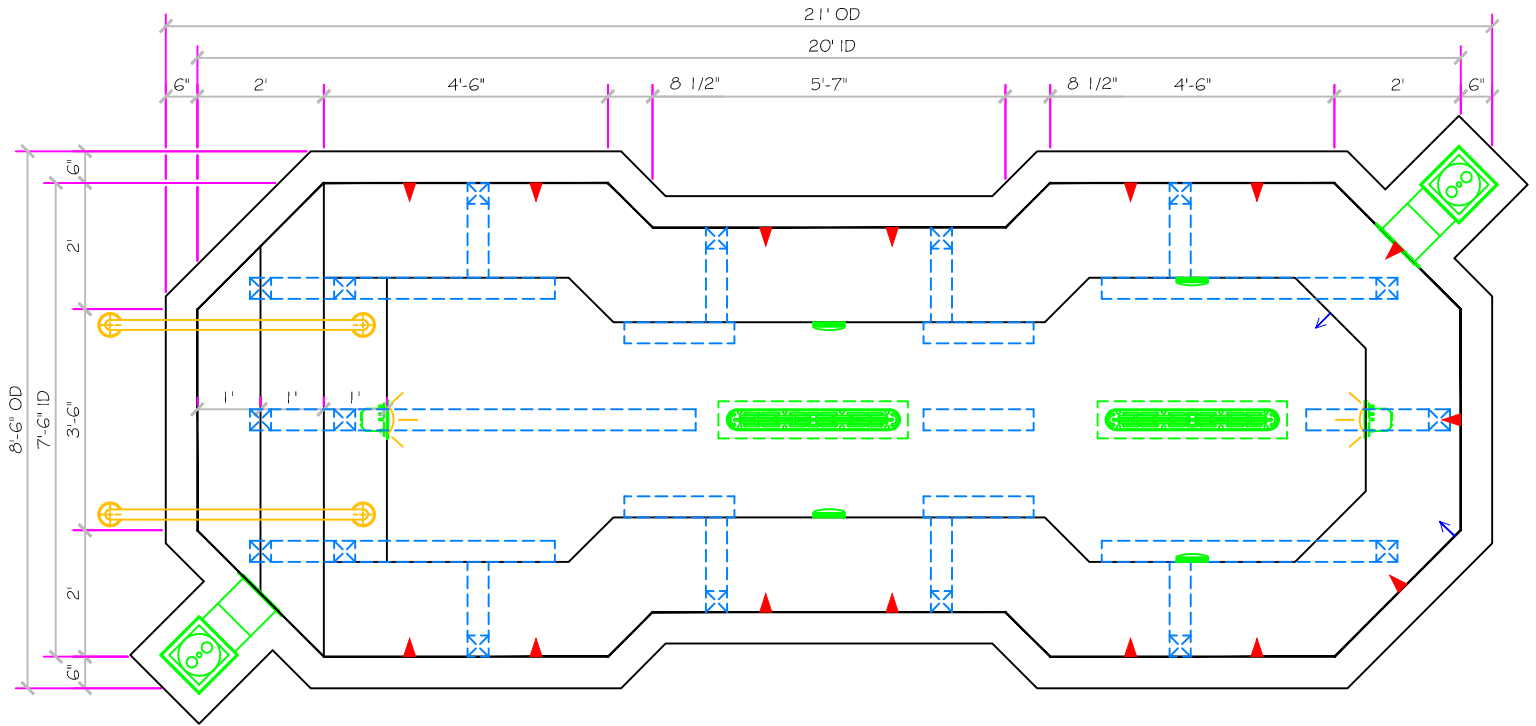 21' OD
20' ID
6" 2' 4'-6" 8 1/2" 5'-7" 8 1/2" 4'-6" 2' 6"
6"
2'
3'-6"
2'
6"
7'-6" ID
8'-6" OD
1' 1' 1'